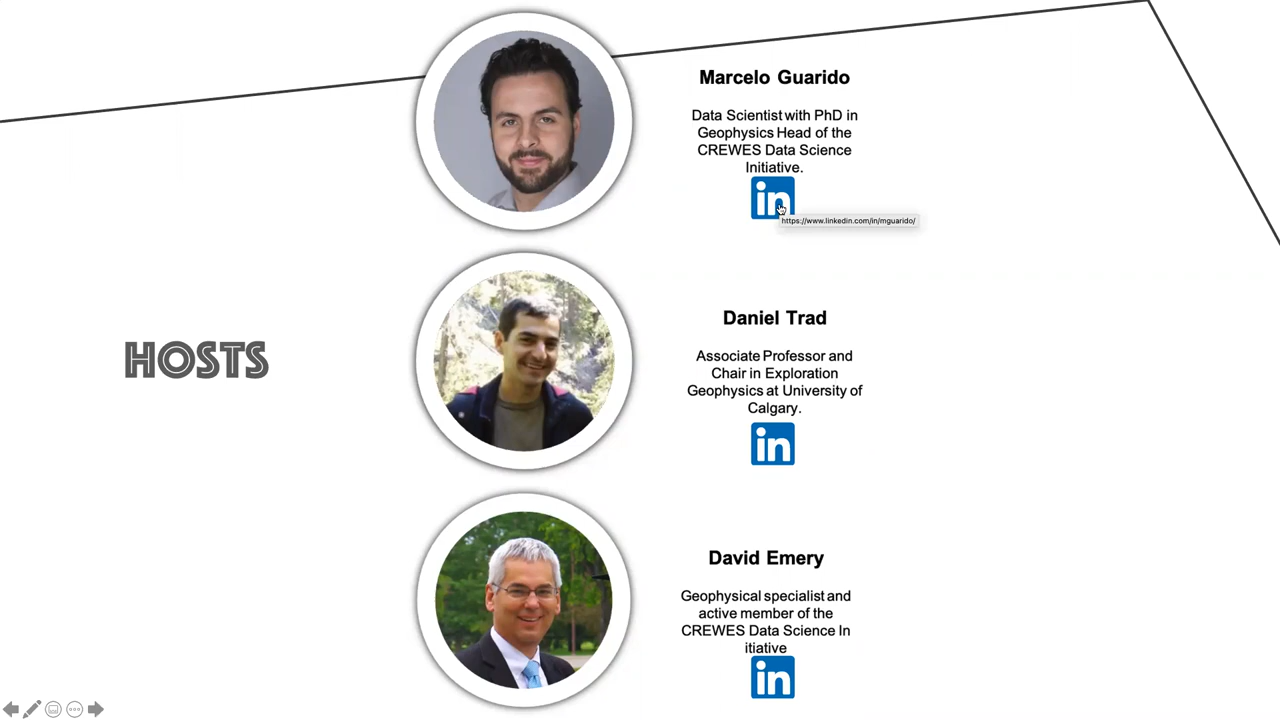 Marcelo Guarido
Data Scientist with PhD in
Geophysics Head of the
CREWES Data Science
Initiative.
in
https://www.linkedin.com/in/mguarido/
HOSTS
Daniel Trad
Associate Professor and
Chair in Exploration
Geophysics at University of
Calgary.
in
David Emery
Geophysical specialist and
active member of the
CREWES Data Science In
itiative
in